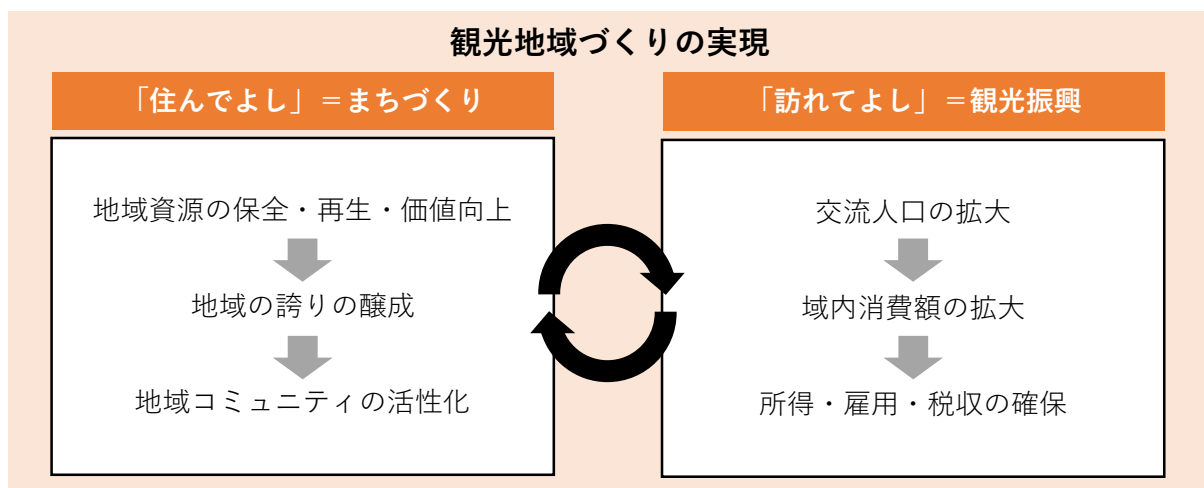 観光地域づくりの実現
「住んでよし」＝まちづくり
地域資源の保全・再生・価値向上
地域の誇りの醸成
地域コミュニティの活性化
「訪れてよし」＝観光振興
交流人口の拡大
域内消費額の拡大
所得・雇用・税収の確保